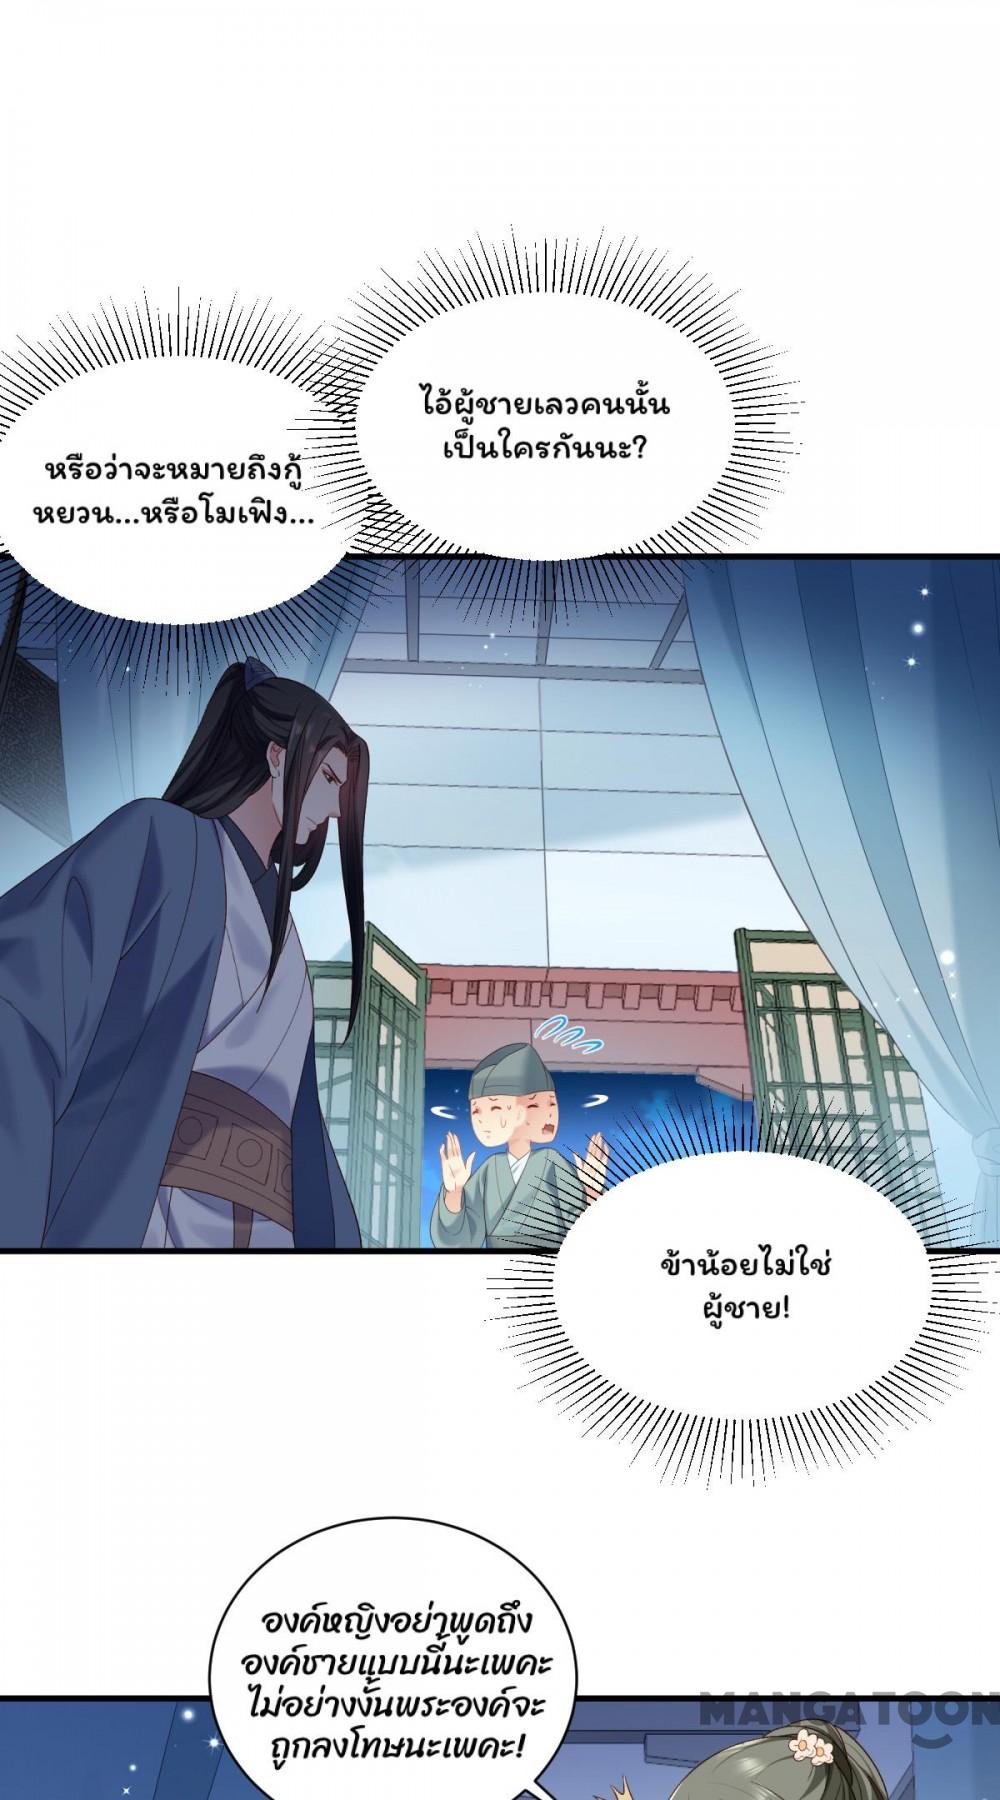 ไอ้ผู้ชายเลวคนนั้น
เป็นใครกันนะ?
หรือว่าจะหมายถึงกู้
หยวน...หรือโมเฟิง...
ข้าน้อยไม่ใช่
ผู้ชาย!
องค์หญิงอย่าพูดถึง
องค์ชายแบบนี้นะเพคะ
ไม่อย่างงั้นพระองค์จะ
ถูกลงโทษนะเพคะ!
MANGATOON